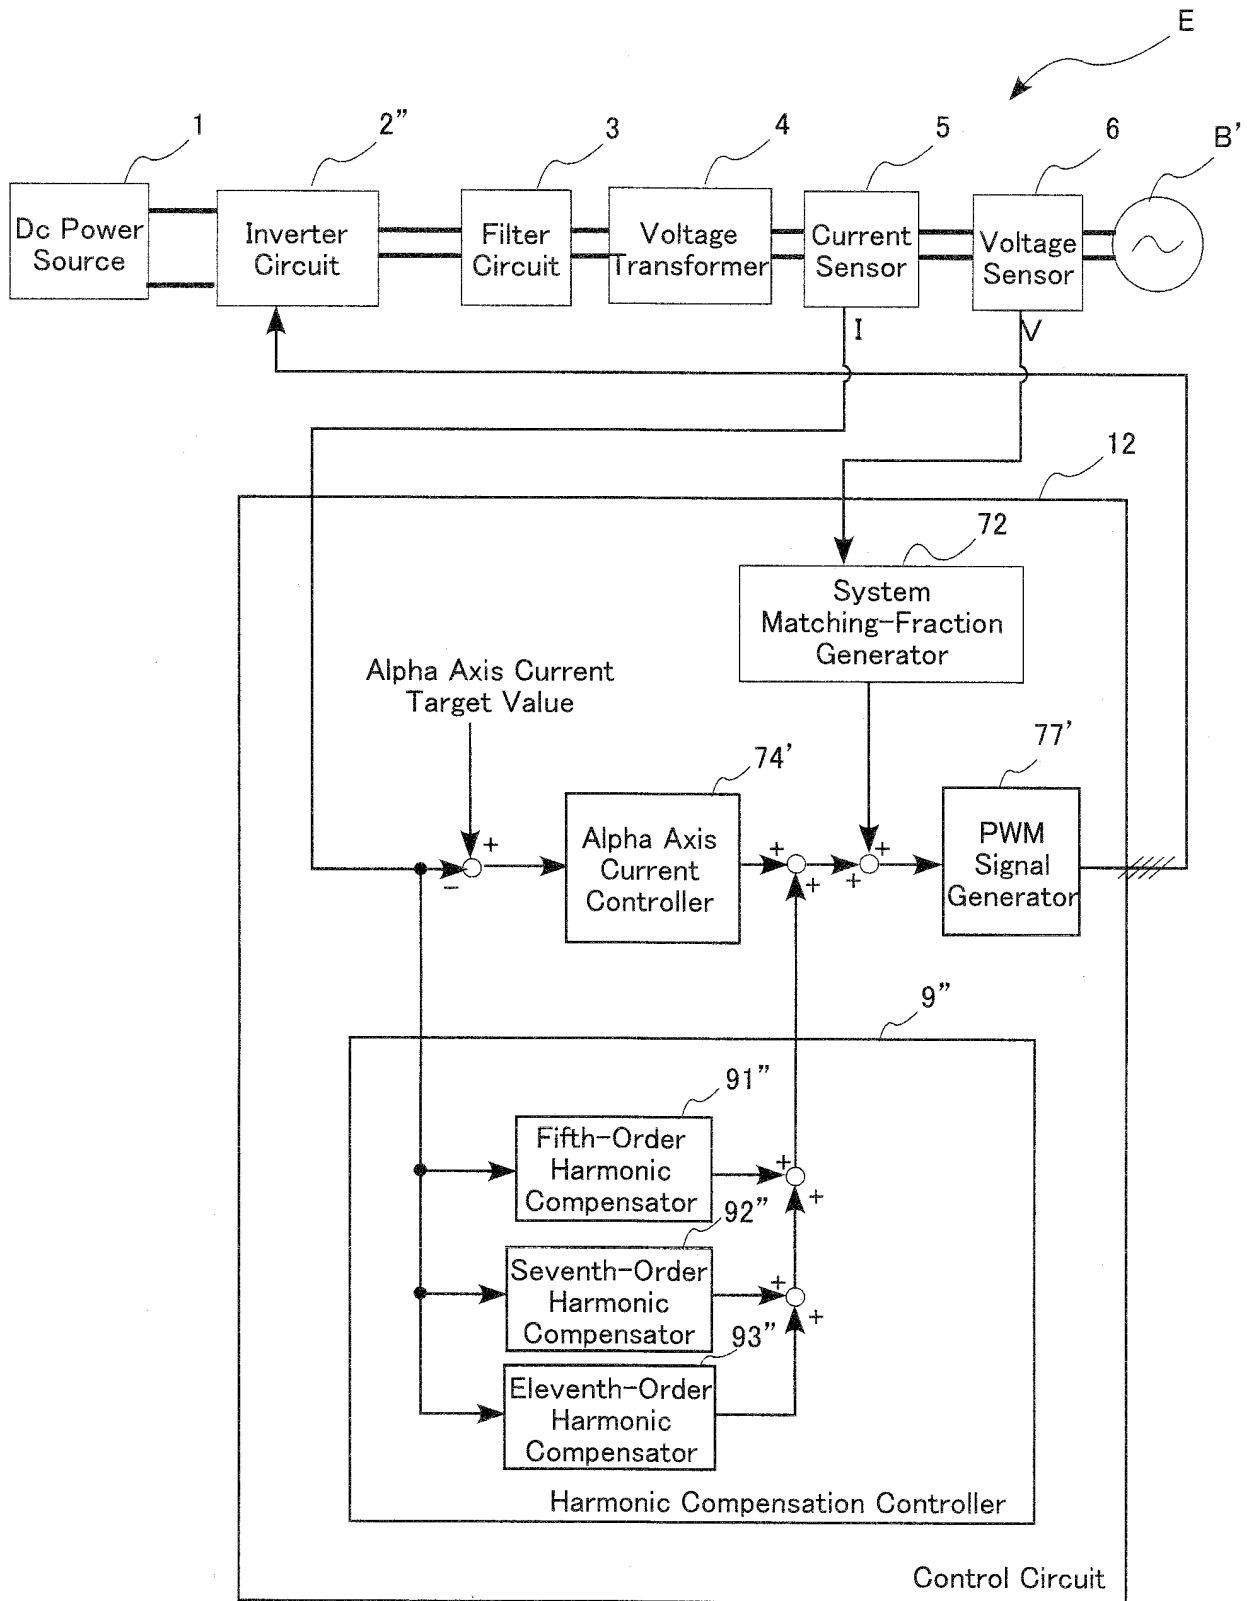 E
1
2”
3
4
5
6
B’
Dc Power
Source
Inverter
Circuit
Filter
Circuit
Voltage
Transformer
Current
Sensor
Voltage
Sensor
I
V
12
72
System
Matching-Fraction
Generator
Alpha Axis Current
Target Value
74’
77’
Alpha Axis
Current
Controller
PWM
Signal
Generator
+
−
+
+
+
+
9”
91”
Fifth-Order
Harmonic
Compensator
+
+
92”
Seventh-Order
Harmonic
Compensator
+
+
93”
Eleventh-Order
Harmonic
Compensator
Harmonic Compensation Controller
Control Circuit